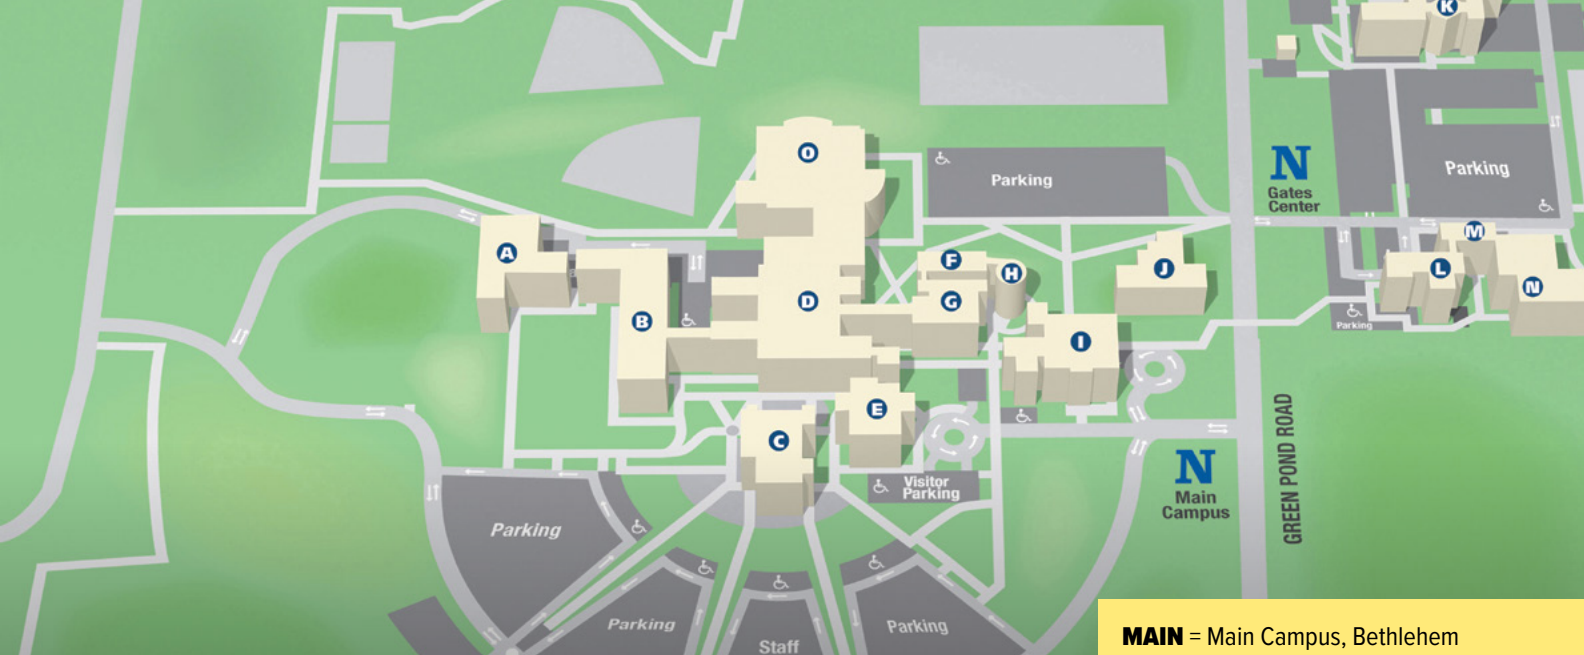 K
O
Parking
N
Gates
Center
Parking
A
F
H
J
M
L
N
B
D
G
I
E
C
GREEN POND ROAD
N
Main
Campus
Visitor
Parking
Parking
Parking
Parking
Staff
Parking
MAIN = Main Campus, Bethlehem